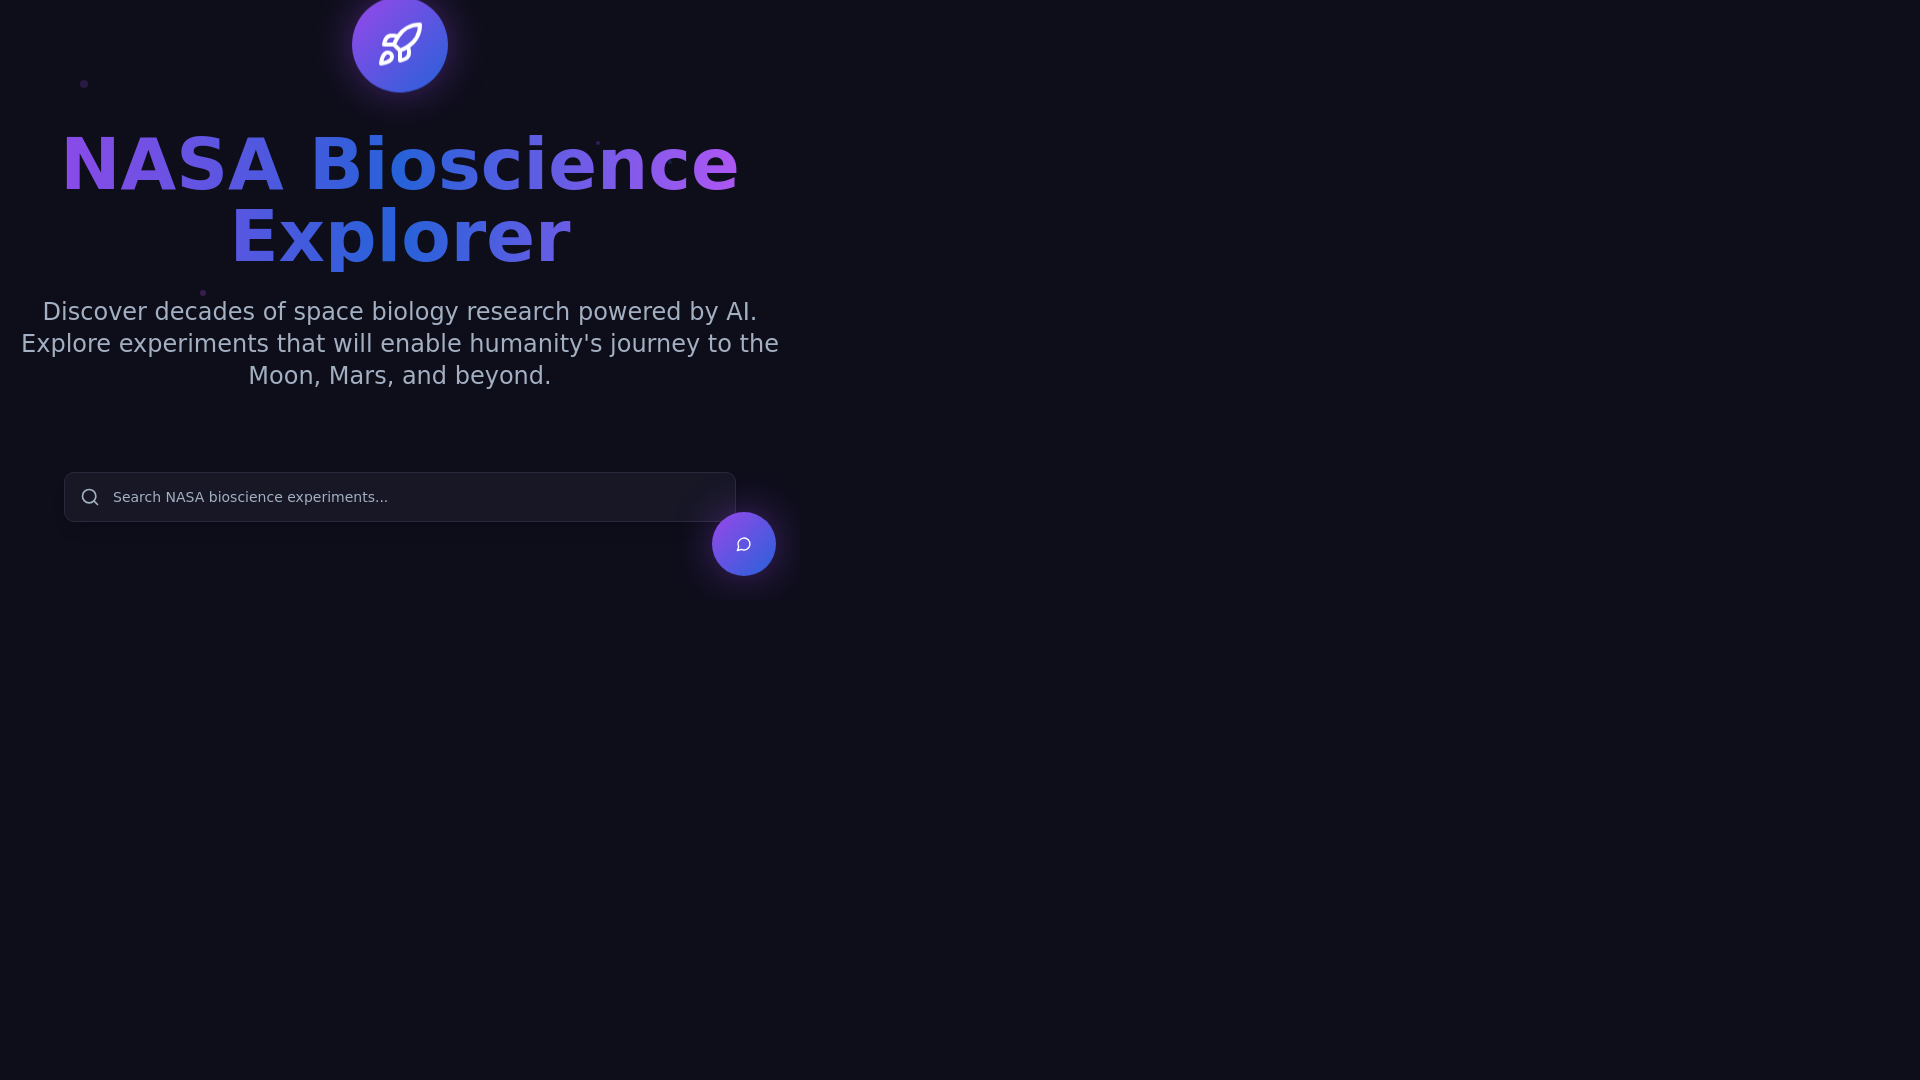 NASA Bioscience
Explorer
Discover decades of space biology research powered by AI.
Explore experiments that will enable humanity's journey to the
Moon, Mars, and beyond.
Search NASA bioscience experiments...